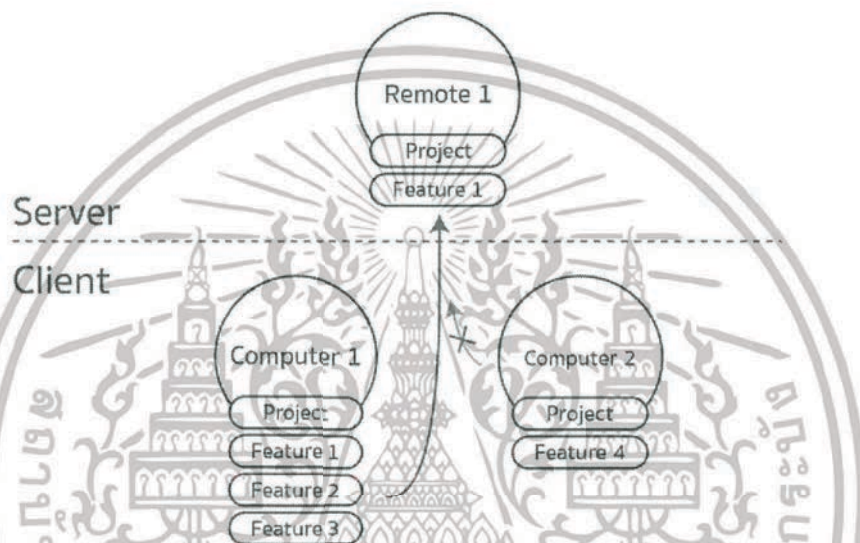 Remote 1
Project
Feature 1
Server
Client
Computer 1
Project
Feature 1
Feature 2
Feature 3
Computer 2
Project
Feature 4